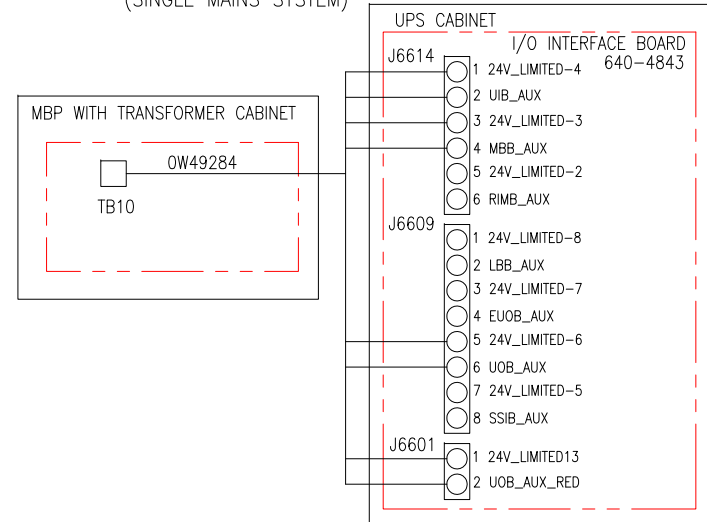 (SINGLE MAINS SYSTEM)
UPS CABINET
I/O INTERFACE BOARD
640-4843
J6614
1 24V_LIMITED-4
2 UIB_AUX
3 24V_LIMITED-3
4 MBB_AUX
5 24V_LIMITED-2
6 RIMB_AUX
MBP WITH TRANSFORMER CABINET
0W49284
TB10
J6609
1 24V_LIMITED-8
2 LBB_AUX
3 24V_LIMITED-7
4 EUOB_AUX
5 24V_LIMITED-6
6 UOB_AUX
7 24V_LIMITED-5
8 SSIB_AUX
J6601
1 24V_LIMITED13
2 UOB_AUX_RED